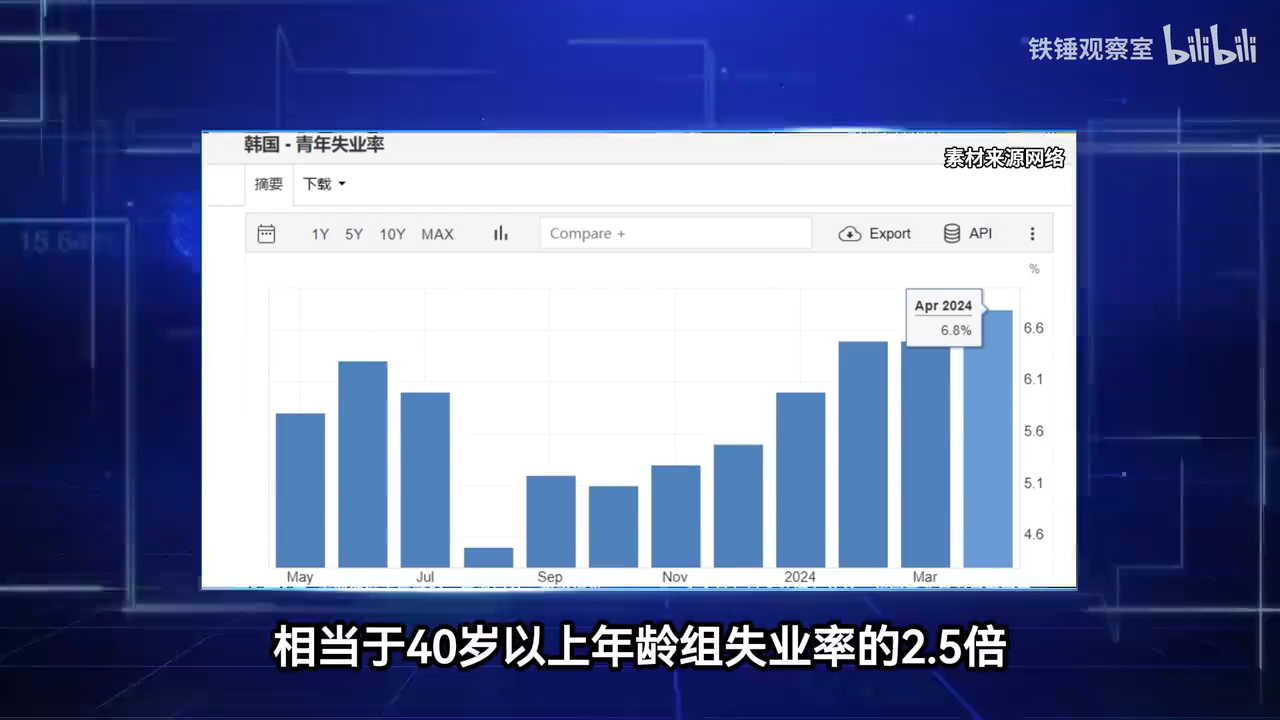 铁锤观察室 bilibili
韩国 - 青年失业率
素材来源网络
摘要 下载
1Y 5Y 10Y MAX Compare + Export API
%
Apr 2024
6.8%
6.6
6.1
5.6
5.1
4.6
May Jul Sep Nov 2024 Mar
相当于40岁以上年龄组失业率的2.5倍